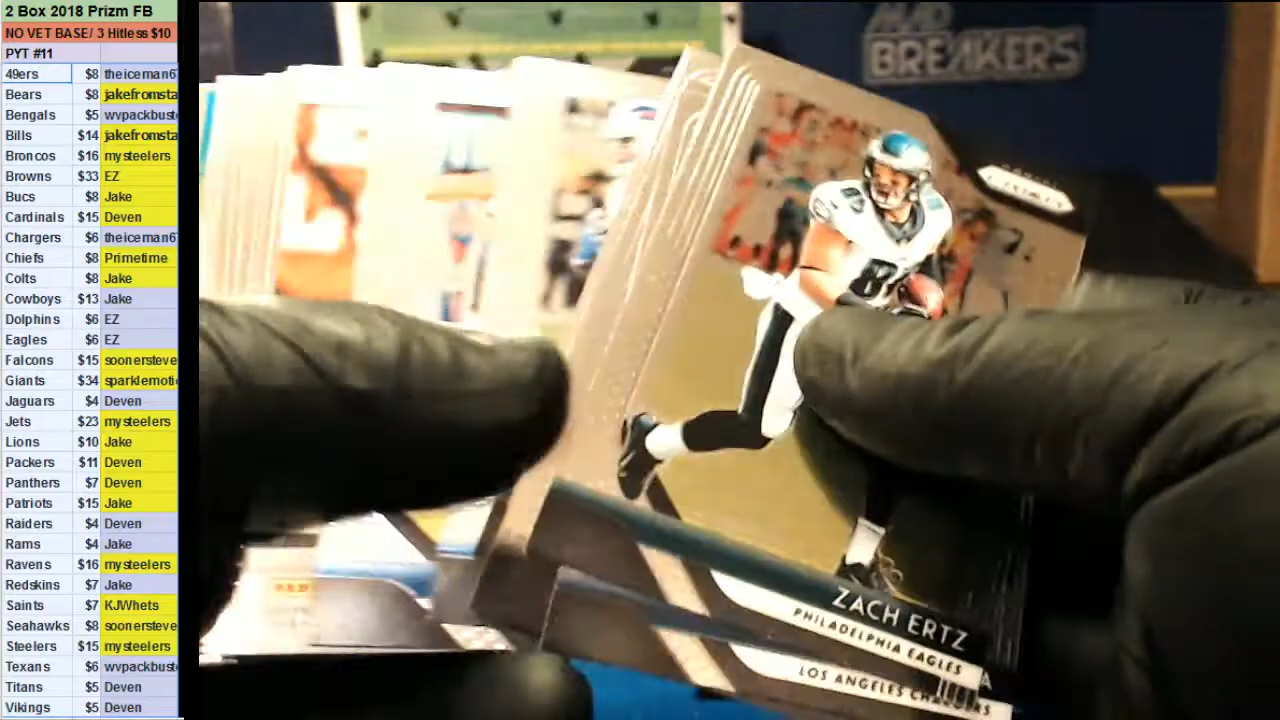 2 Box 2018 Prizm FB
NO VET BASE/ 3 Hitless $10
PYT #11
49ers $8 theiceman6
Bears $8 jakefromsta
Bengals $5 wvpackbust
Bills $14 jakefromsta
Broncos $16 mysteelers
Browns $33 EZ
Bucs $8 Jake
Cardinals $15 Deven
Chargers $6 theiceman6
Chiefs $8 Primetime
Colts $8 Jake
Cowboys $13 Jake
Dolphins $6 EZ
Eagles $6 EZ
Falcons $15 soonersteve
Giants $34 sparklemoti
Jaguars $4 Deven
Jets $23 mysteelers
Lions $10 Jake
Packers $11 Deven
Panthers $7 Deven
Patriots $15 Jake
Raiders $4 Deven
Rams $4 Jake
Ravens $16 mysteelers
Redskins $7 Jake
Saints $7 KJWhets
Seahawks $8 soonersteve
Steelers $15 mysteelers
Texans $6 wvpackbust
Titans $5 Deven
Vikings $5 Deven
MAD
BREAKERS
ZACH ERTZ
PHILADELPHIA EAGLES
LOS ANGELES CHARGERS